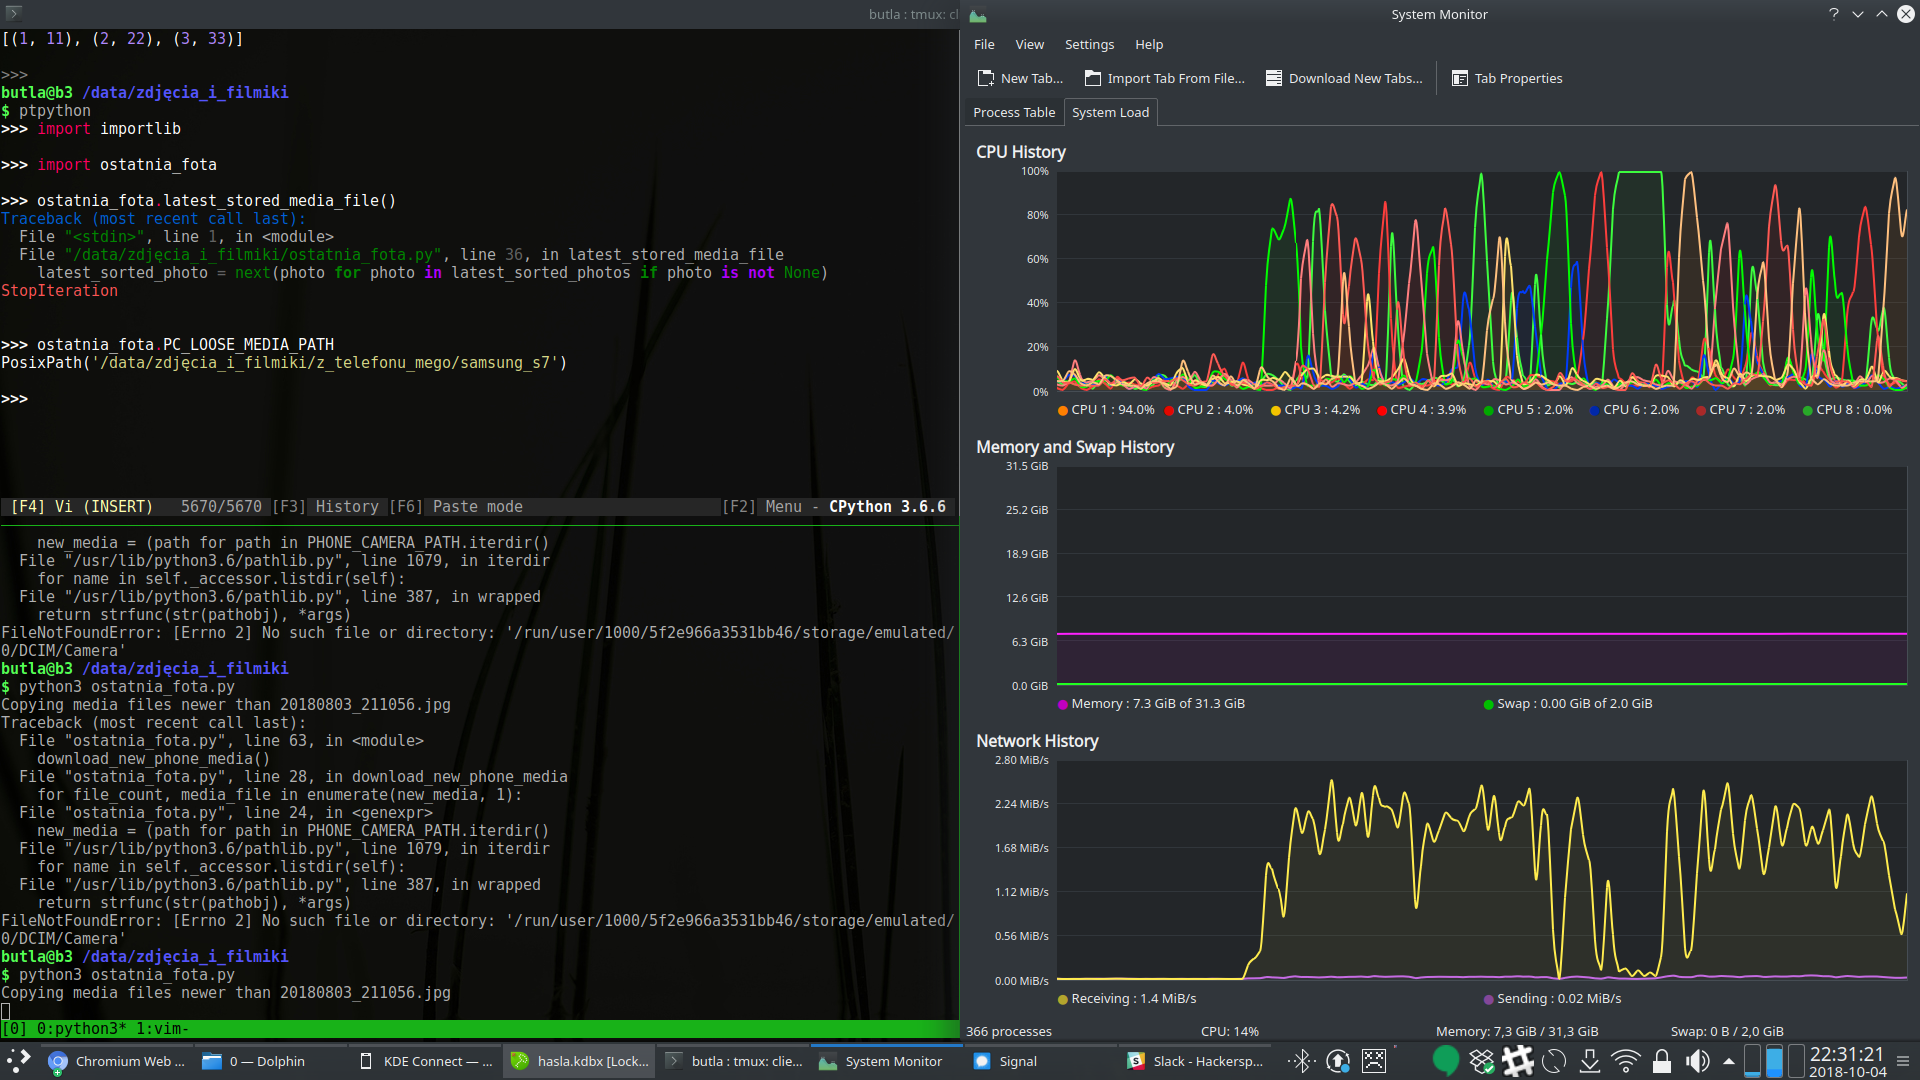 butla : tmux: cl
[(1, 11), (2, 22), (3, 33)]
>>>
butla@b3 /data/zdjęcia_i_filmiki
$ ptpython
>>> import importlib
>>> import ostatnia_fota
>>> ostatnia_fota.latest_stored_media_file()
Traceback (most recent call last):
  File "<stdin>", line 1, in <module>
  File "/data/zdjęcia_i_filmiki/ostatnia_fota.py", line 36, in latest_stored_media_file
    latest_sorted_photo = next(photo for photo in latest_sorted_photos if photo is not None)
StopIteration
>>> ostatnia_fota.PC_LOOSE_MEDIA_PATH
PosixPath('/data/zdjęcia_i_filmiki/z_telefonu_mego/samsung_s7')
>>>
[F4] Vi (INSERT)   5670/5670 [F3] History [F6] Paste mode [F2] Menu - CPython 3.6.6
    new_media = (path for path in PHONE_CAMERA_PATH.iterdir()
  File "/usr/lib/python3.6/pathlib.py", line 1079, in iterdir
    for name in self._accessor.listdir(self):
  File "/usr/lib/python3.6/pathlib.py", line 387, in wrapped
    return strfunc(str(pathobj), *args)
FileNotFoundError: [Errno 2] No such file or directory: '/run/user/1000/5f2e966a3531bb46/storage/emulated/
0/DCIM/Camera'
butla@b3 /data/zdjęcia_i_filmiki
$ python3 ostatnia_fota.py
Copying media files newer than 20180803_211056.jpg
Traceback (most recent call last):
  File "ostatnia_fota.py", line 63, in <module>
    download_new_phone_media()
  File "ostatnia_fota.py", line 28, in download_new_phone_media
    for file_count, media_file in enumerate(new_media, 1):
  File "ostatnia_fota.py", line 24, in <genexpr>
    new_media = (path for path in PHONE_CAMERA_PATH.iterdir()
  File "/usr/lib/python3.6/pathlib.py", line 1079, in iterdir
    for name in self._accessor.listdir(self):
  File "/usr/lib/python3.6/pathlib.py", line 387, in wrapped
    return strfunc(str(pathobj), *args)
FileNotFoundError: [Errno 2] No such file or directory: '/run/user/1000/5f2e966a3531bb46/storage/emulated/
0/DCIM/Camera'
butla@b3 /data/zdjęcia_i_filmiki
$ python3 ostatnia_fota.py
Copying media files newer than 20180803_211056.jpg
[0] 0:python3* 1:vim-
System Monitor
File View Settings Help
New Tab... Import Tab From File... Download New Tabs... Tab Properties
Process Table System Load
CPU History
100%
80%
60%
40%
20%
0%
CPU 1 : 94.0% CPU 2 : 4.0% CPU 3 : 4.2% CPU 4 : 3.9% CPU 5 : 2.0% CPU 6 : 2.0% CPU 7 : 2.0% CPU 8 : 0.0%
Memory and Swap History
31.5 GiB
25.2 GiB
18.9 GiB
12.6 GiB
6.3 GiB
0.0 GiB
Memory : 7.3 GiB of 31.3 GiB Swap : 0.00 GiB of 2.0 GiB
Network History
2.80 MiB/s
2.24 MiB/s
1.68 MiB/s
1.12 MiB/s
0.56 MiB/s
0.00 MiB/s
Receiving : 1.4 MiB/s Sending : 0.02 MiB/s
366 processes CPU: 14% Memory: 7,3 GiB / 31,3 GiB Swap: 0 B / 2,0 GiB
Chromium Web ... 0 — Dolphin KDE Connect — ... hasla.kdbx [Lock... butla : tmux: clie... System Monitor Signal Slack - Hackersp... 22:31:21
2018-10-04